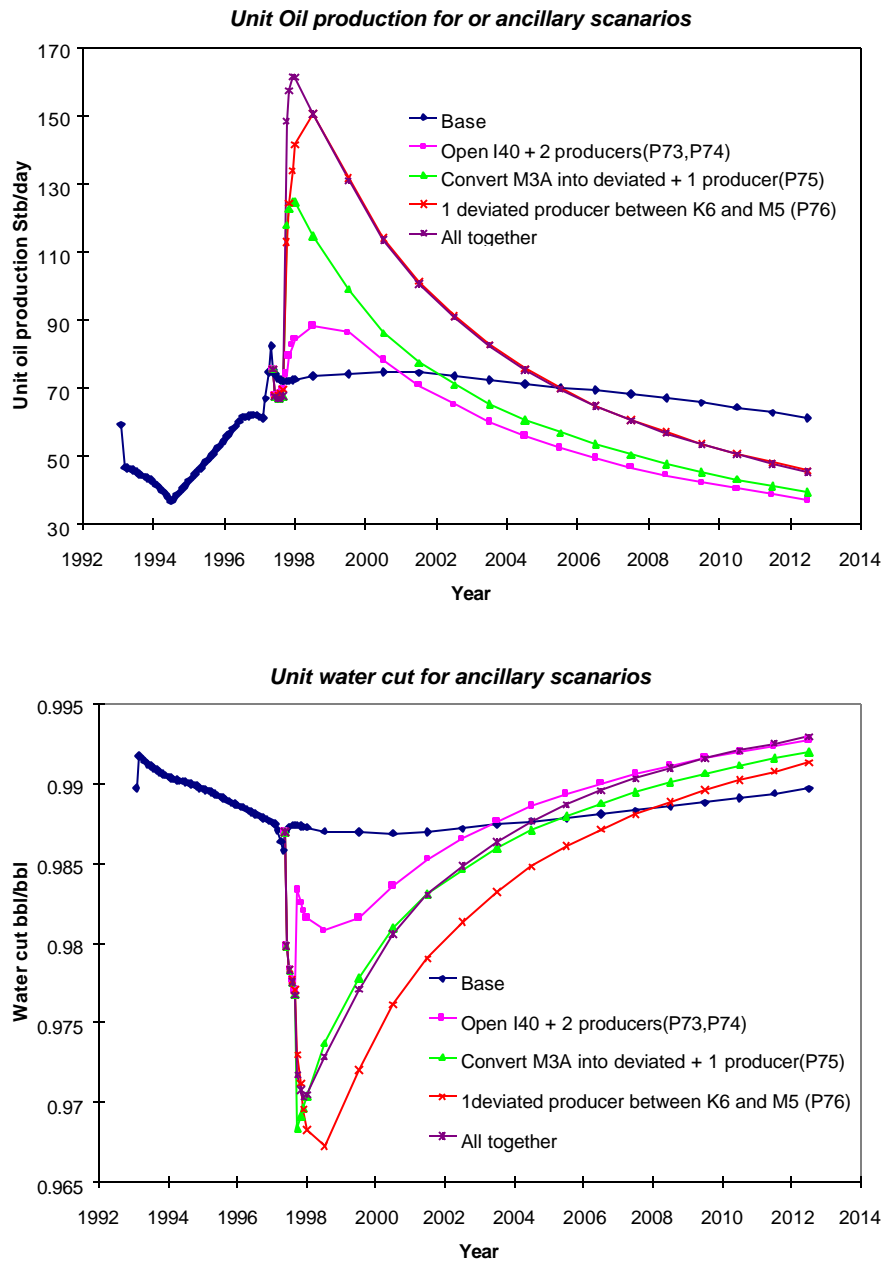 Unit Oil production for or ancillary scanarios
170
150
130
110
90
70
50
30
Unit oil production Stb/day
Base
Open I40 + 2 producers(P73,P74)
Convert M3A into deviated + 1 producer(P75)
1 deviated producer between K6 and M5 (P76)
All together
1992 1994 1996 1998 2000 2002 2004 2006 2008 2010 2012 2014
Year
Unit water cut for ancillary scanarios
0.995
0.99
0.985
0.98
0.975
0.97
0.965
Water cut bbl/bbl
Base
Open I40 + 2 producers(P73,P74)
Convert M3A into deviated + 1 producer(P75)
1deviated producer between K6 and M5 (P76)
All together
1992 1994 1996 1998 2000 2002 2004 2006 2008 2010 2012 2014
Year